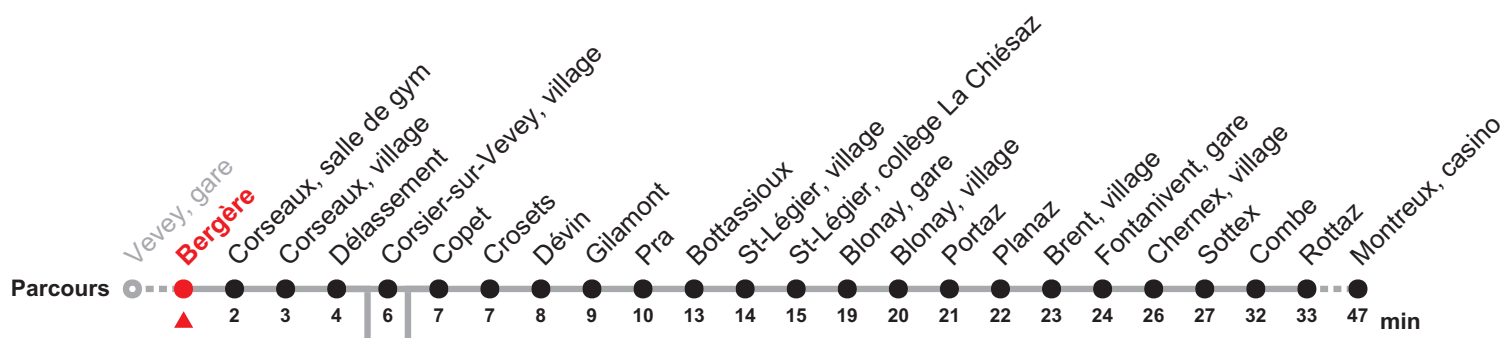 Vevey, gare
Bergère
Corseaux, salle de gym
Corseaux, village
Délassement
Corsier-sur-Vevey, village
Copet
Crosets
Dévin
Gilamont
Pra
Bottassioux
St-Légier, village
St-Légier, collège La Chiésaz
Blonay, gare
Blonay, village
Portaz
Planaz
Brent, village
Fontanivent, gare
Chernex, village
Sottex
Combe
Rottaz
Montreux, casino
Parcours
2 3 4 6 7 7 8 9 10 13 14 15 19 20 21 22 23 24 26 27 32 33 47 min